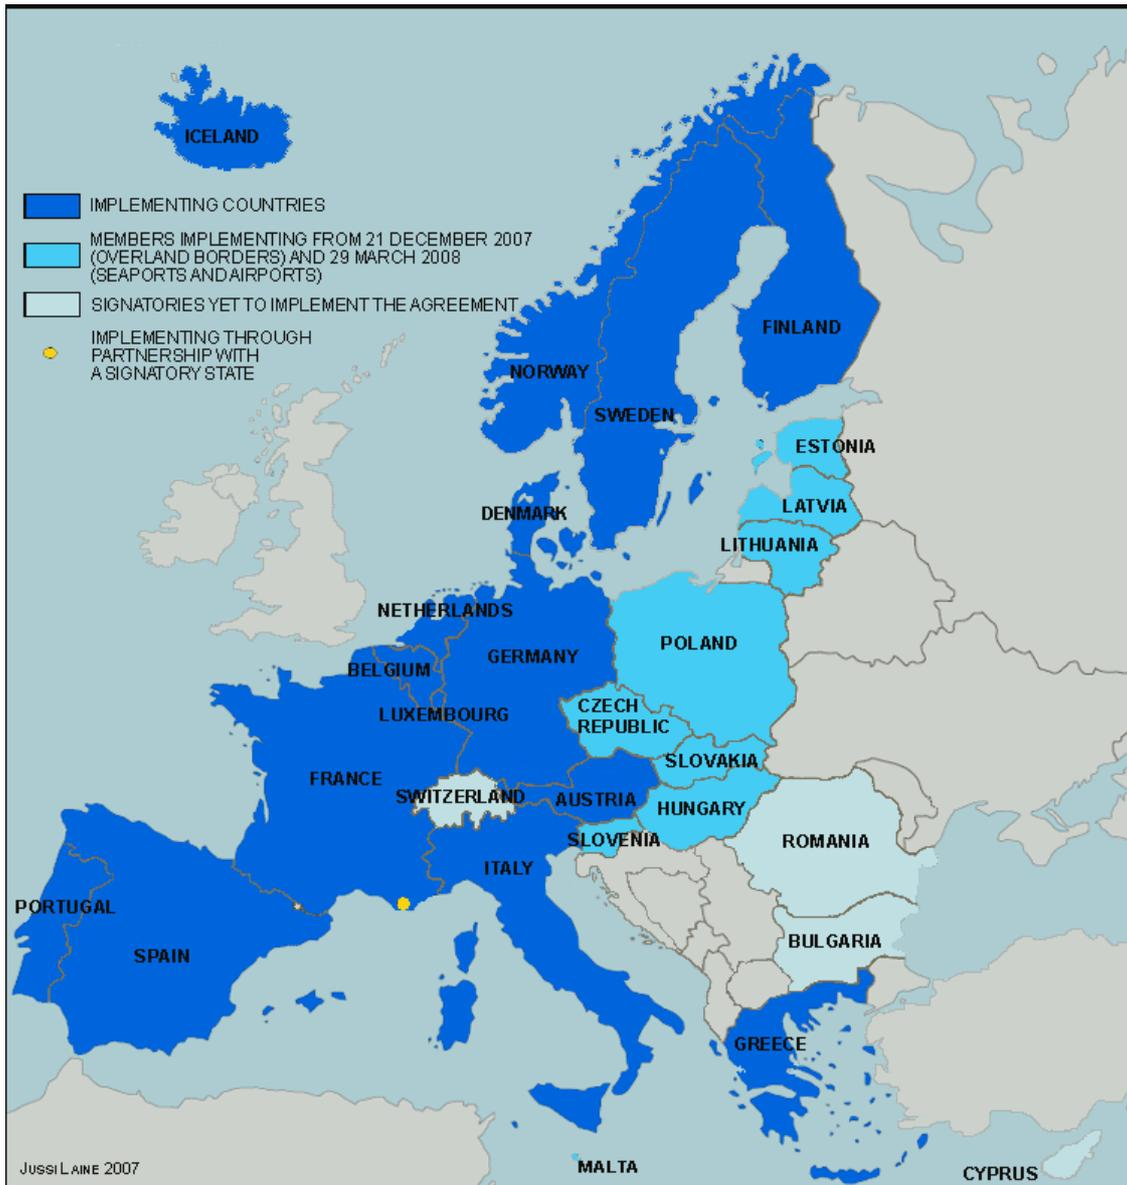 ICELAND
IMPLEMENTING COUNTRIES
MEMBERS IMPLEMENTING FROM 21 DECEMBER 2007
(OVERLAND BORDERS) AND 29 MARCH 2008
(SEAPORTS AND AIRPORTS)
SIGNATORIES YET TO IMPLEMENT THE AGREEMENT
IMPLEMENTING THROUGH
PARTNERSHIP WITH
A SIGNATORY STATE
FINLAND
NORWAY
SWEDEN
ESTONIA
LATVIA
DENMARK
LITHUANIA
NETHERLANDS
POLAND
GERMANY
BELGIUM
CZECH
REPUBLIC
LUXEMBOURG
SLOVAKIA
FRANCE
SWITZERLAND
AUSTRIA
HUNGARY
SLOVENIA
ROMANIA
ITALY
PORTUGAL
BULGARIA
SPAIN
GREECE
JUSSI LAINE 2007
MALTA
CYPRUS